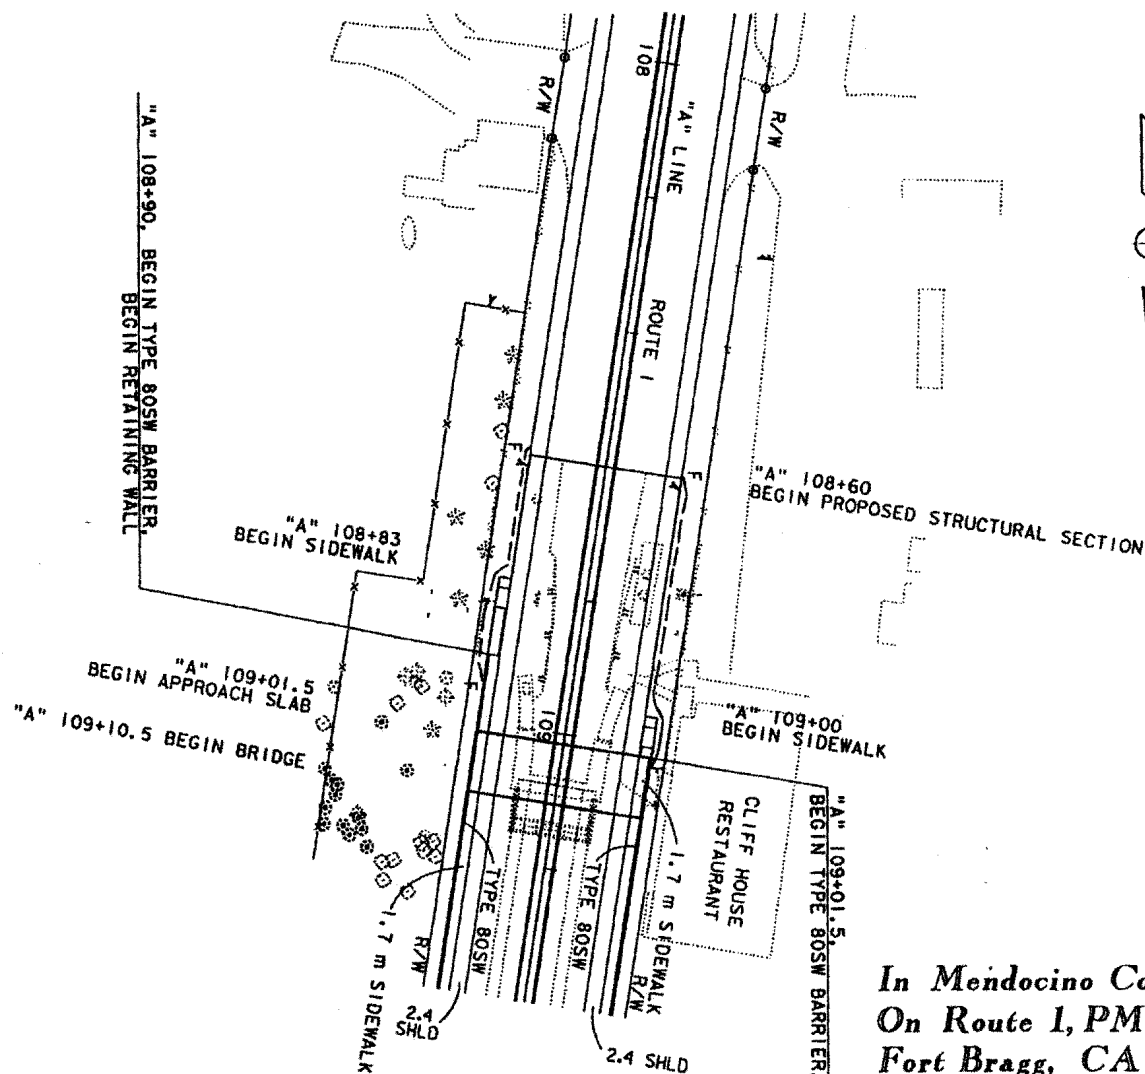 108
R/W
R/W
"A" LINE
"A" 108+90, BEGIN TYPE 80SW BARRIER,
BEGIN RETAINING WALL
ROUTE 1
F
F
"A" 108+60
BEGIN PROPOSED STRUCTURAL SECTION
"A" 108+83
BEGIN SIDEWALK
"A" 109+01.5
BEGIN APPROACH SLAB
F
"A" 109+10.5 BEGIN BRIDGE
109
"A" 109+00
BEGIN SIDEWALK
CLIFF HOUSE
RESTAURANT
"A" 109+01.5,
BEGIN TYPE 80SW BARRIER,
TYPE 80SW
TYPE 80SW
1.7 m SIDEWALK
1.7 m SIDEWALK
R/W
R/W
2.4
SHLD
2.4 SHLD
In Mendocino Co
On Route 1, PM
Fort Bragg, CA